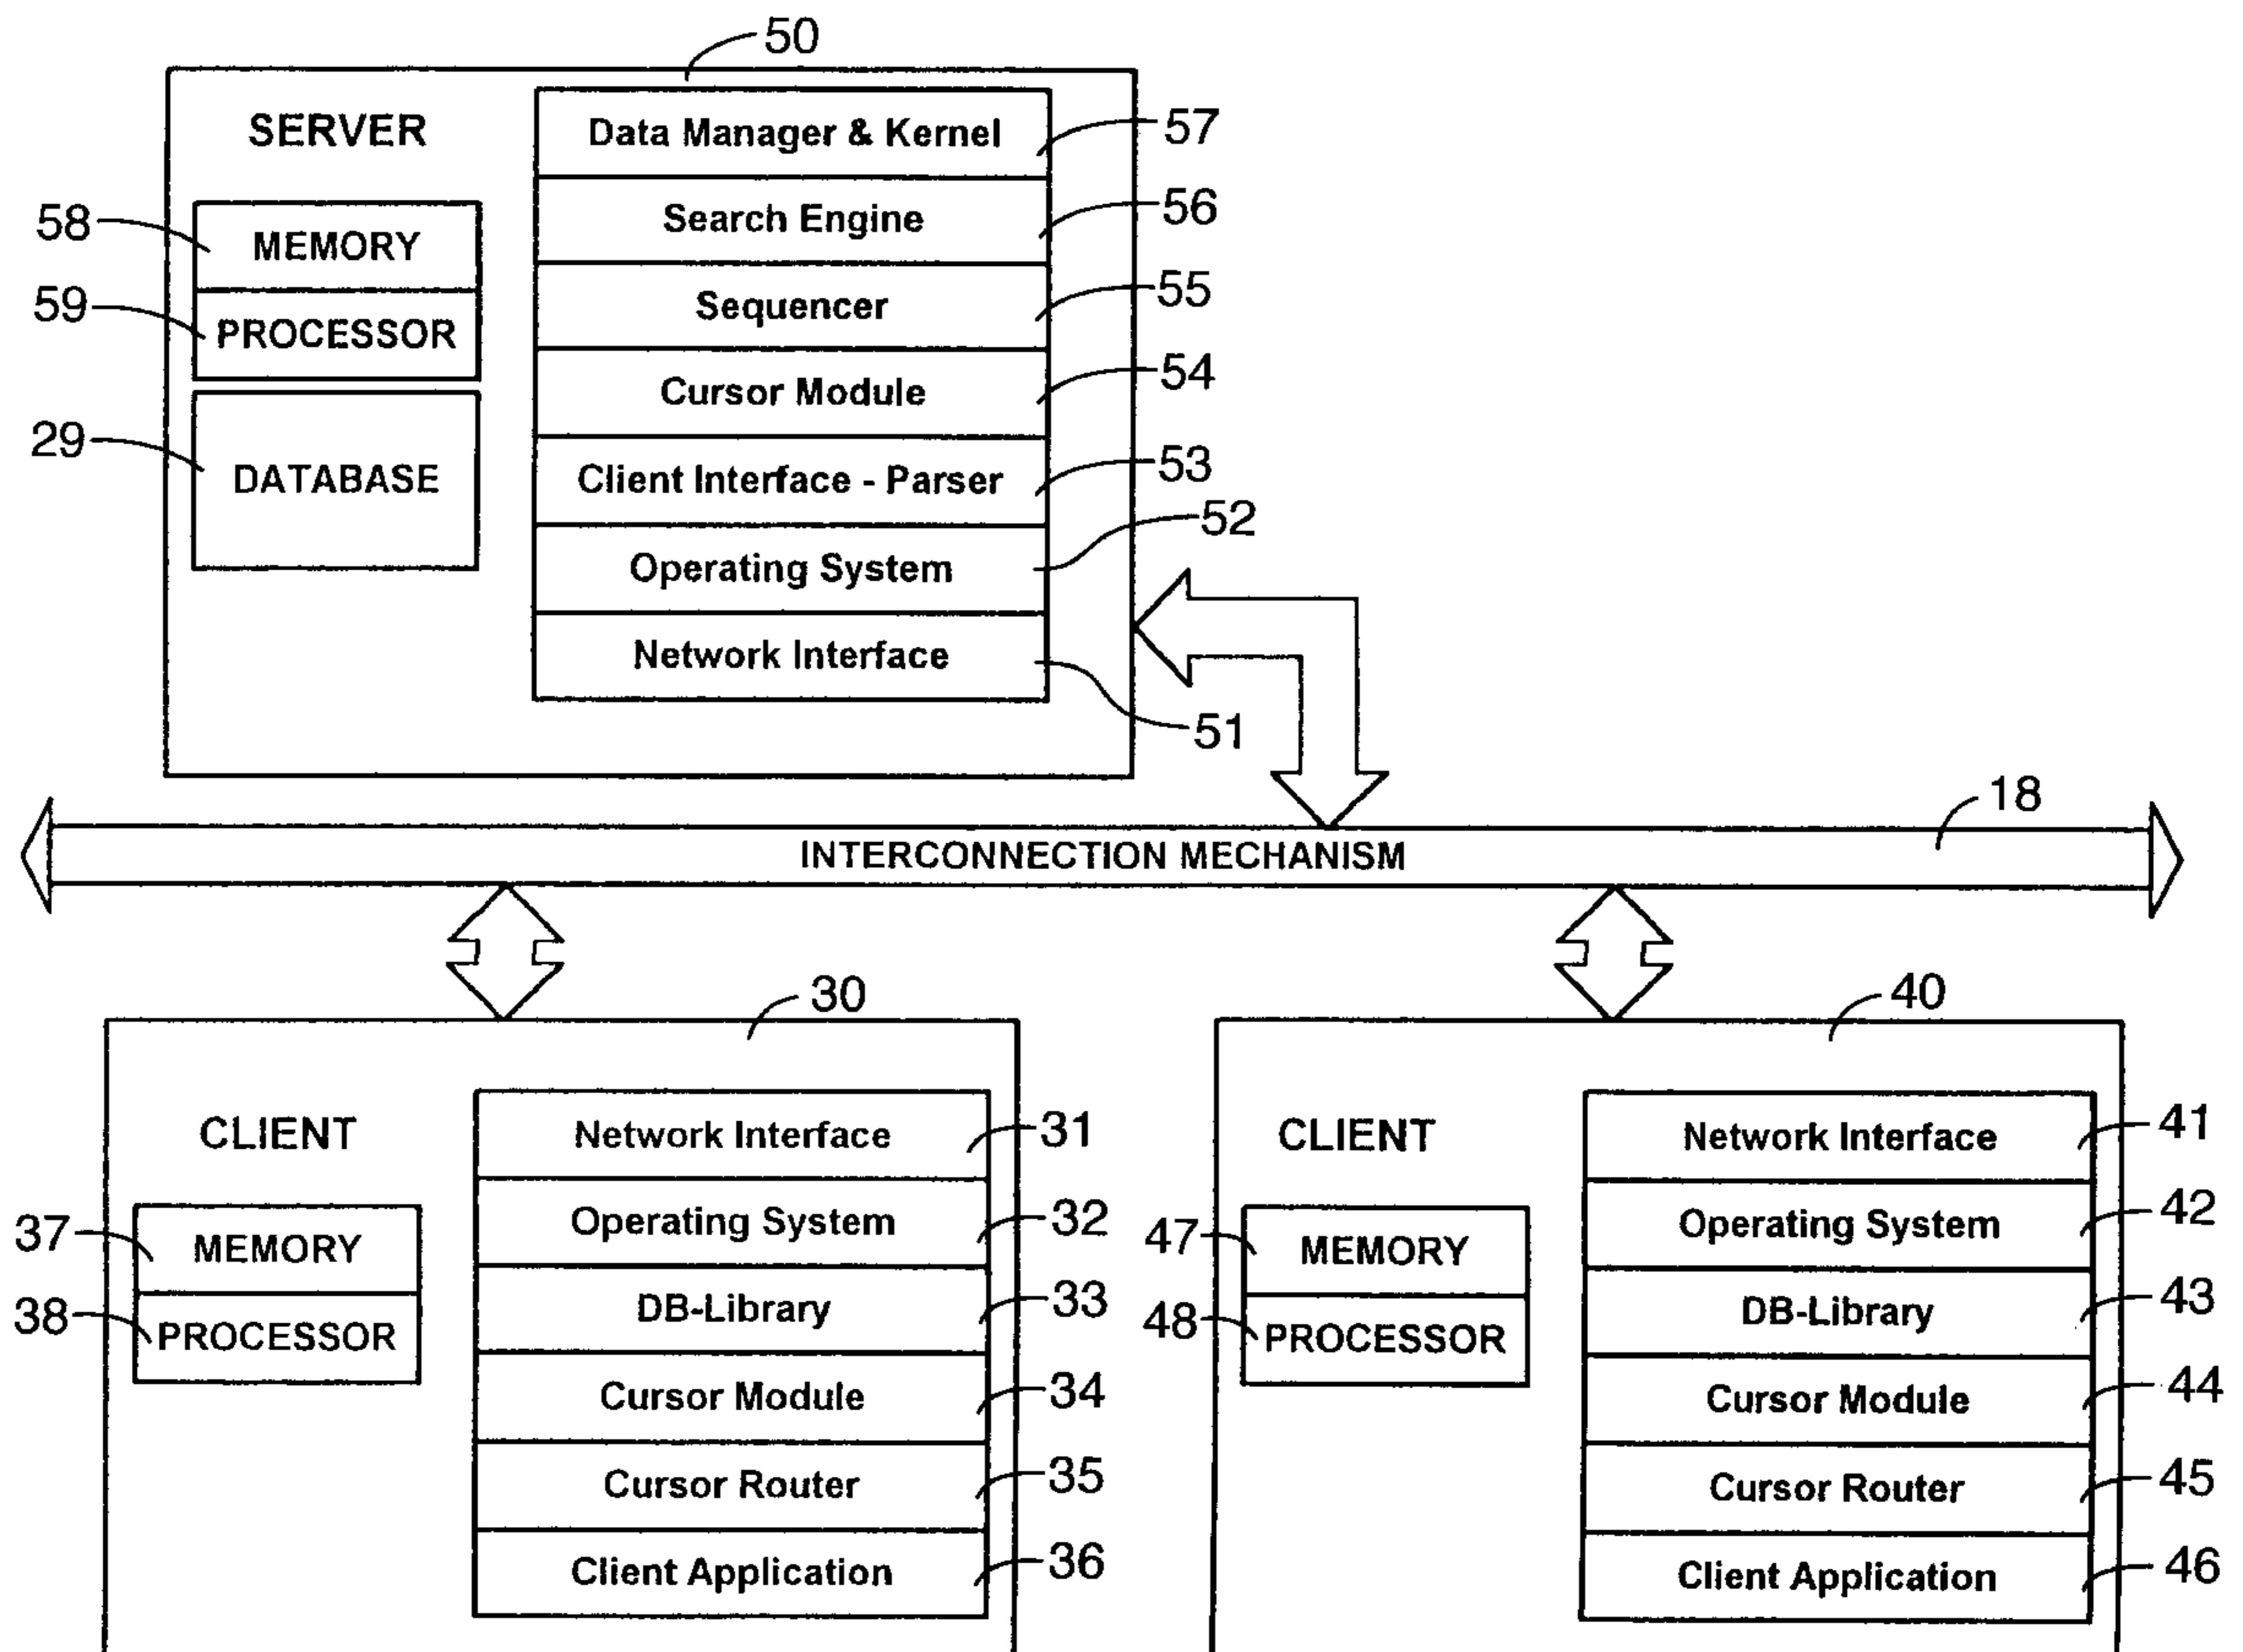 50
SERVER
Data Manager & Kernel
57
58
MEMORY
Search Engine
56
59
PROCESSOR
Sequencer
55
Cursor Module
54
29
DATABASE
Client Interface - Parser
53
Operating System
52
Network Interface
51
18
INTERCONNECTION MECHANISM
30
CLIENT
Network Interface
31
37
MEMORY
Operating System
32
38
PROCESSOR
DB-Library
33
Cursor Module
34
Cursor Router
35
Client Application
36
40
CLIENT
Network Interface
41
47
MEMORY
Operating System
42
48
PROCESSOR
DB-Library
43
Cursor Module
44
Cursor Router
45
Client Application
46